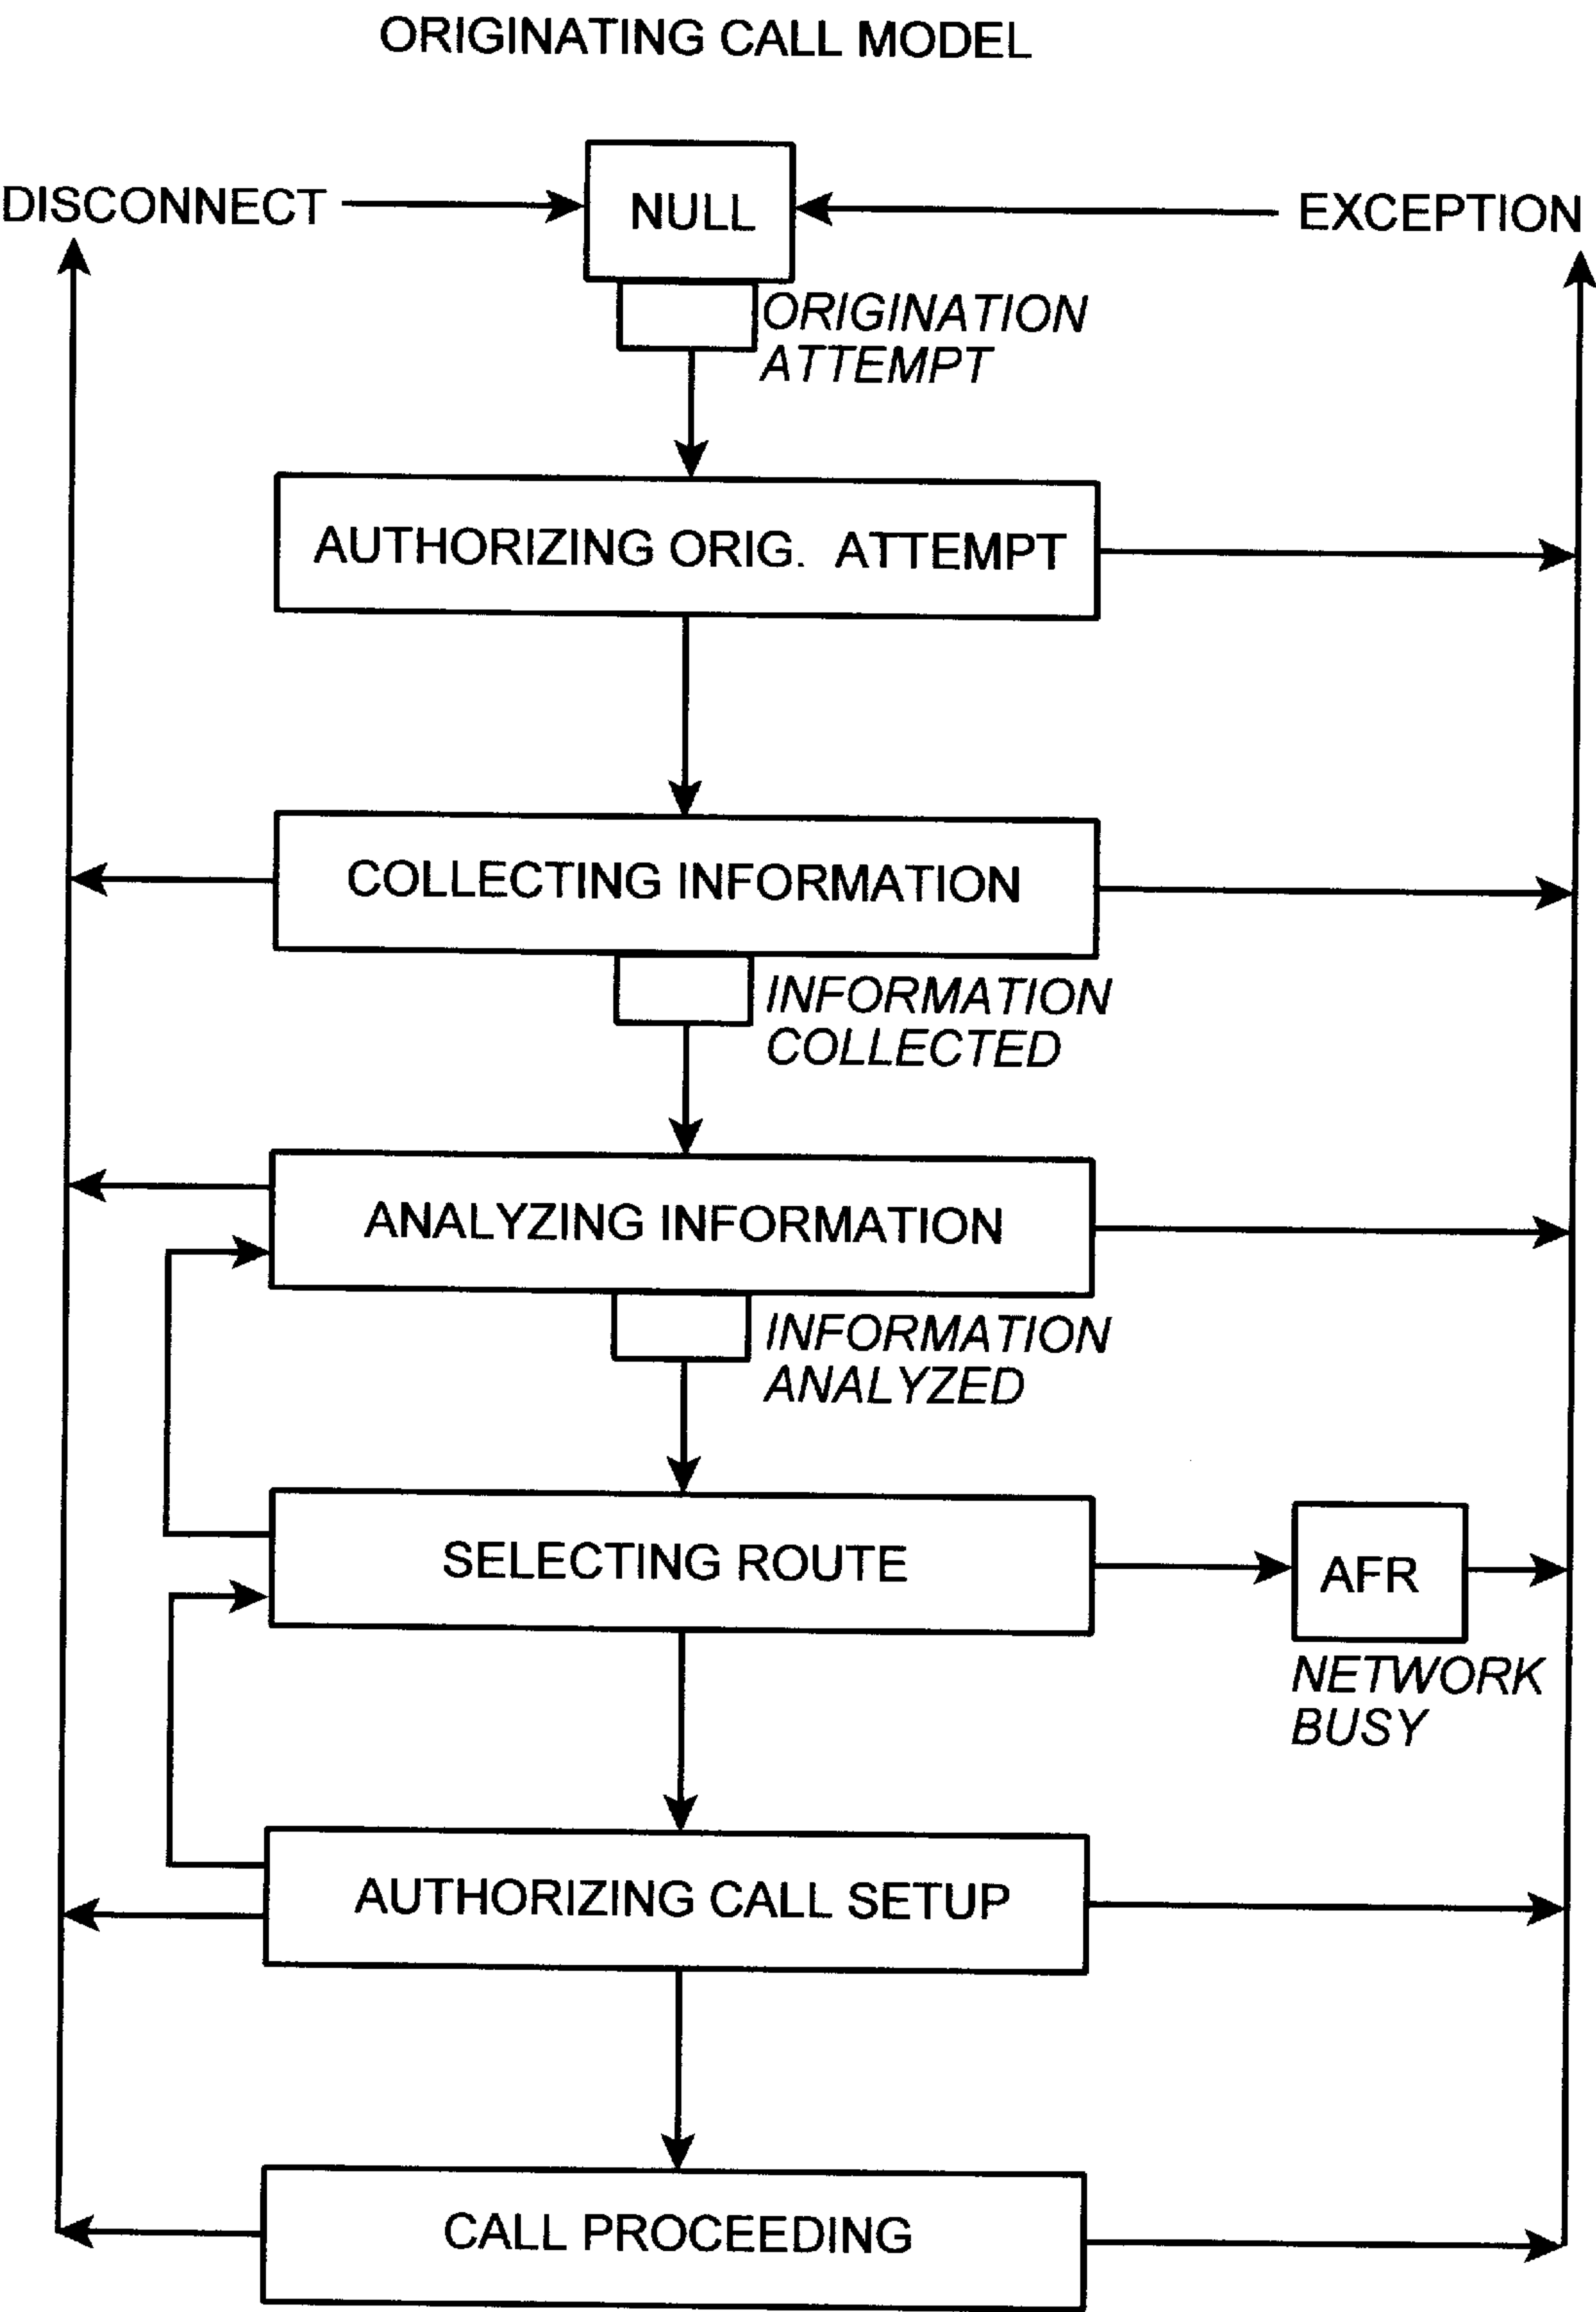 ORIGINATING CALL MODEL
DISCONNECT
NULL
EXCEPTION
ORIGINATION
ATTEMPT
AUTHORIZING ORIG. ATTEMPT
COLLECTING INFORMATION
INFORMATION
COLLECTED
ANALYZING INFORMATION
INFORMATION
ANALYZED
SELECTING ROUTE
AFR
NETWORK
BUSY
AUTHORIZING CALL SETUP
CALL PROCEEDING